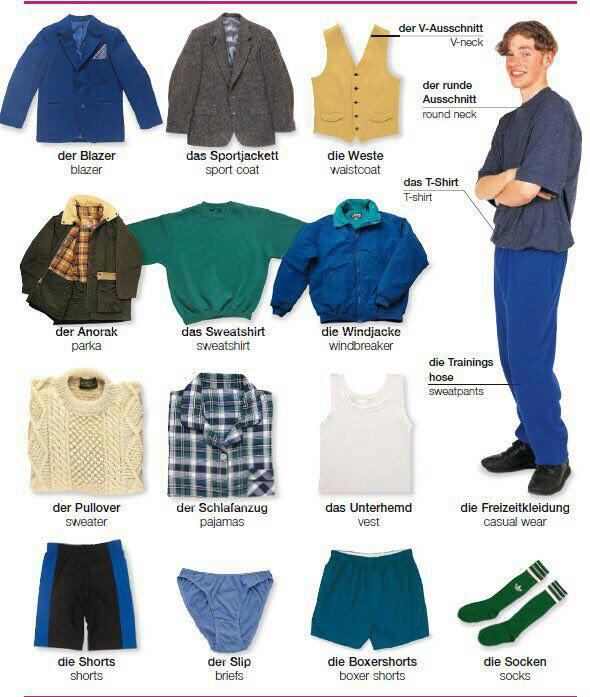 der V-Ausschnitt
V-neck
der runde
Ausschnitt
round neck
der Blazer
blazer
das Sportjackett
sport coat
die Weste
waistcoat
das T-Shirt
T-shirt
der Anorak
parka
das Sweatshirt
sweatshirt
die Windjacke
windbreaker
die Trainings
hose
sweatpants
der Pullover
sweater
der Schlafanzug
pajamas
das Unterhemd
vest
die Freizeitkleidung
casual wear
die Shorts
shorts
der Slip
briefs
die Boxershorts
boxer shorts
die Socken
socks